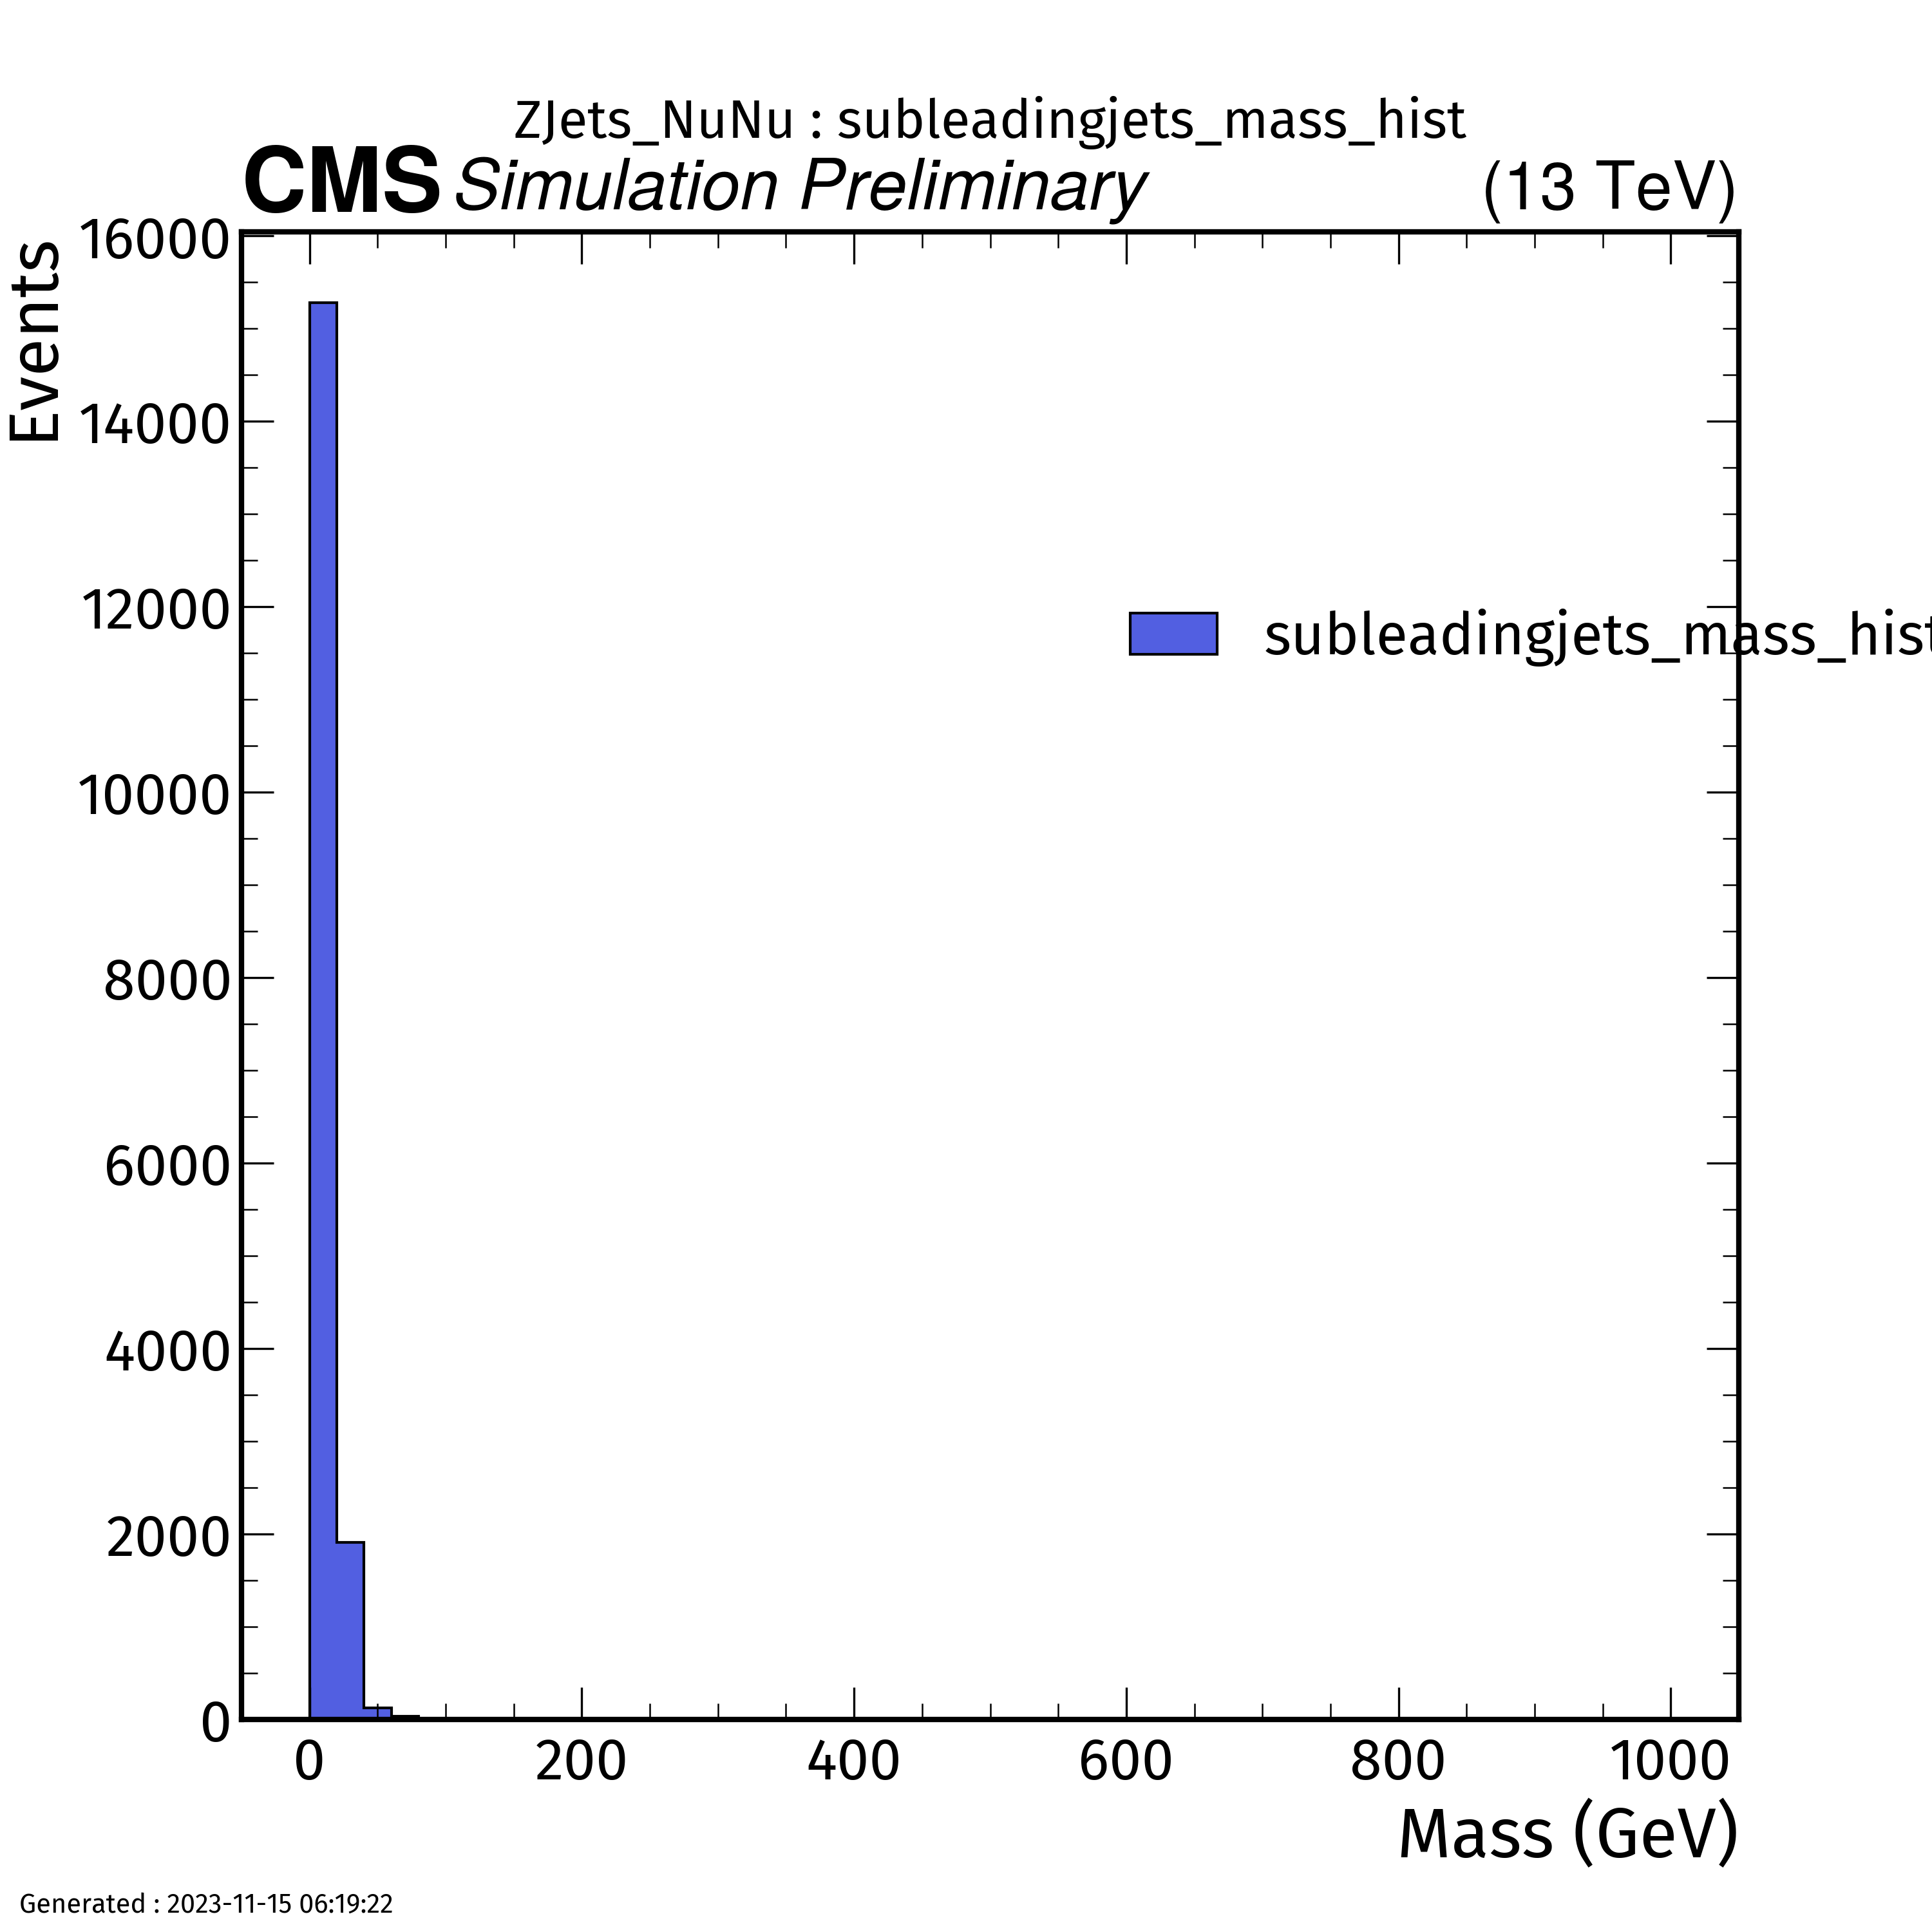 ZJets_NuNu : subleadingjets_mass_hist
CMS Simulation Preliminary (13 TeV)
Events
16000
14000
12000
10000
8000
6000
4000
2000
0
subleadingjets_mass_hist
0 200 400 600 800 1000
Mass (GeV)
Generated : 2023-11-15 06:19:22